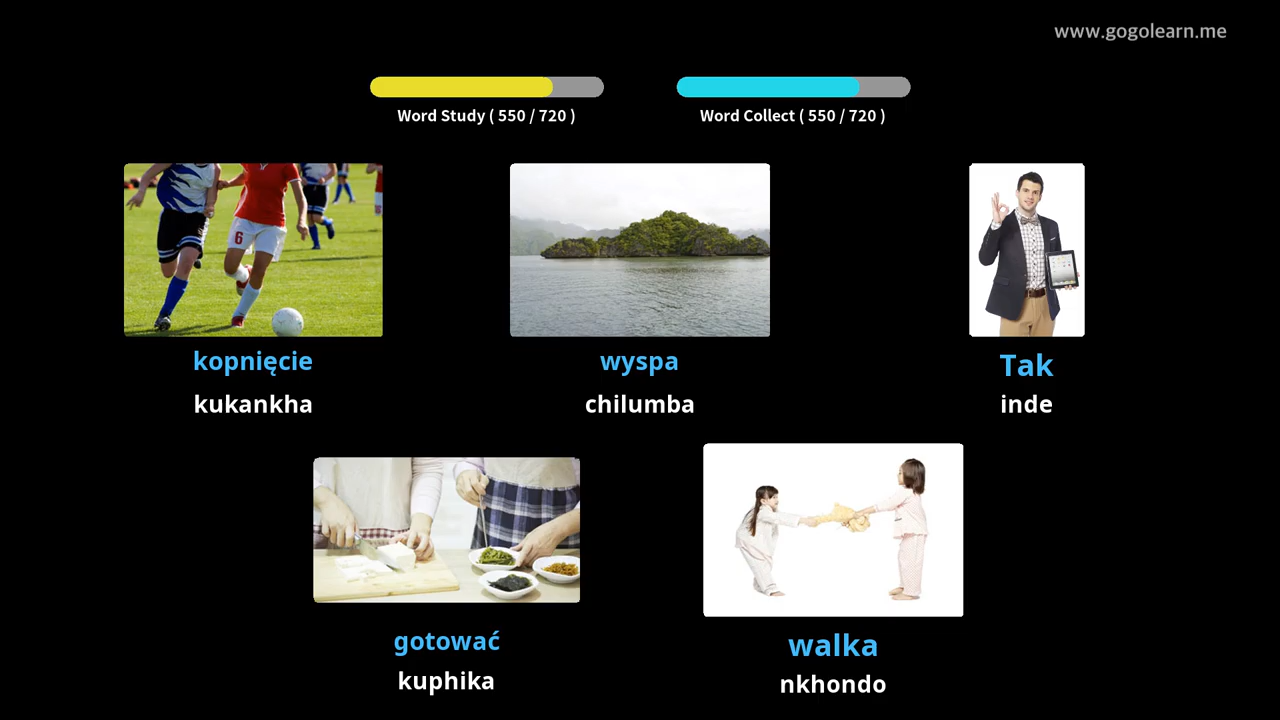 www.gogolearn.me
Word Study ( 550 / 720 )
Word Collect ( 550 / 720 )
kopnięcie
kukankha
wyspa
chilumba
Tak
inde
gotować
kuphika
walka
nkhondo